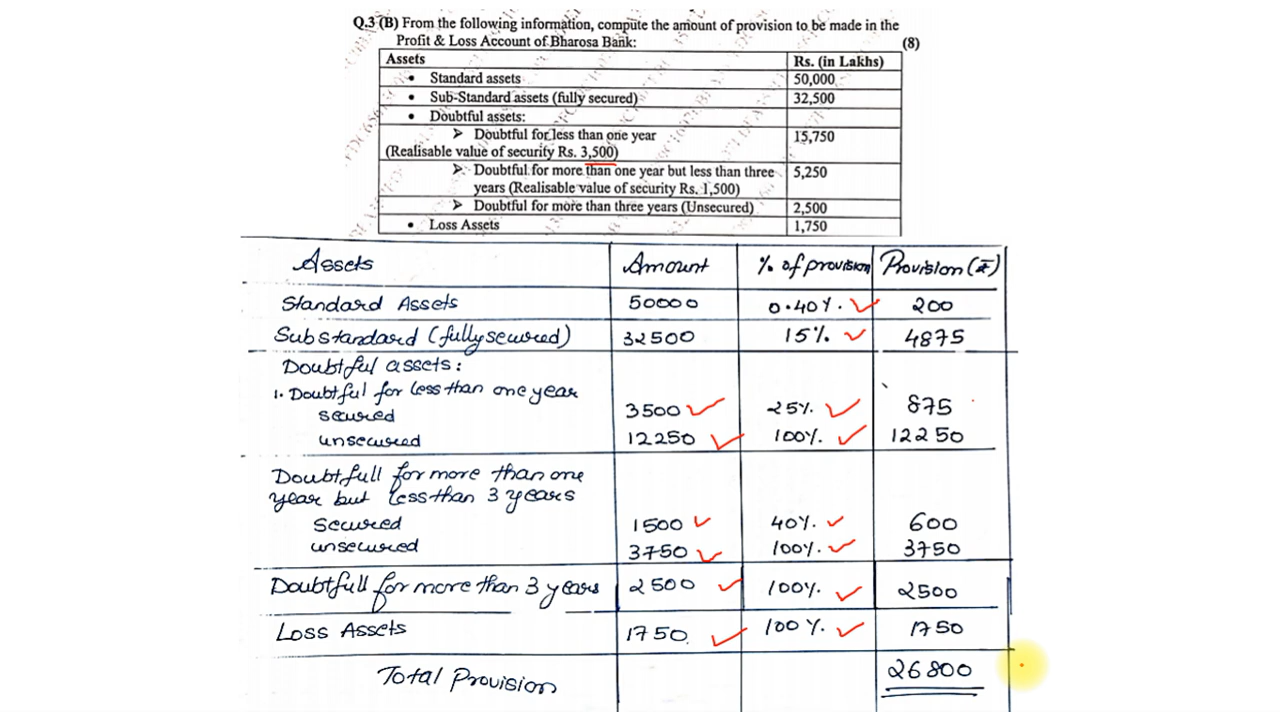 Q.3 (B) From the following information, compute the amount of provision to be made in the
Profit & Loss Account of Bharosa Bank: (8)
Assets Rs. (in Lakhs)
• Standard assets 50,000
• Sub-Standard assets (fully secured) 32,500
• Doubtful assets:
➢ Doubtful for less than one year 15,750
(Realisable value of security Rs. 3,500)
➢ Doubtful for more than one year but less than three 5,250
years (Realisable value of security Rs. 1,500)
➢ Doubtful for more than three years (Unsecured) 2,500
• Loss Assets 1,750
Assets Amount % of provision Provision (₹)
Standard Assets 50000 0.40% 200
Substandard (fully secured) 32500 15% 4875
Doubtful assets:
1. Doubtful for less than one year
secured 3500 25% 875
unsecured 12250 100% 12250
Doubtfull for more than one
year but less than 3 years
Secured 1500 40% 600
unsecured 3750 100% 3750
Doubtfull for more than 3 years 2500 100% 2500
Loss Assets 1750 100% 1750
Total Provision 26800